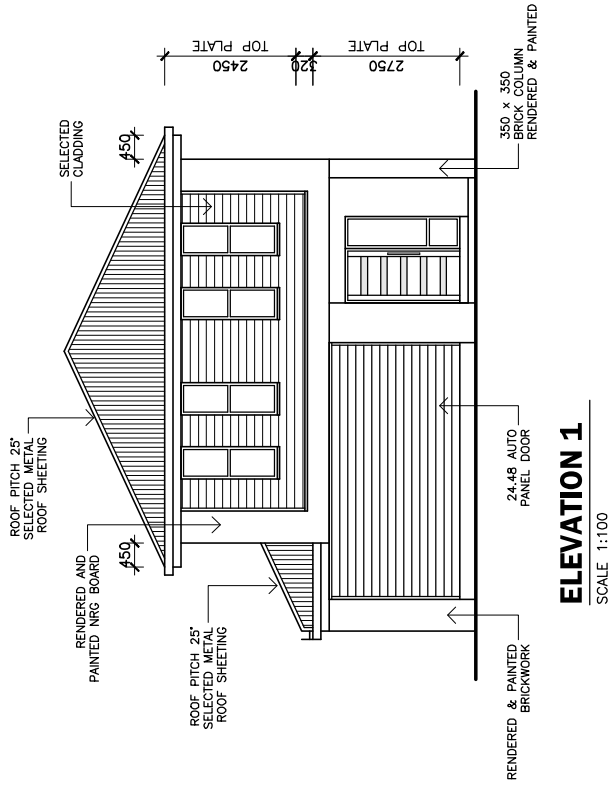 ROOF PITCH 25°
SELECTED METAL
ROOF SHEETING
SELECTED
CLADDING
RENDERED AND
PAINTED NRG BOARD
450
450
2450
TOP PLATE
320
2750
TOP PLATE
ROOF PITCH 25°
SELECTED METAL
ROOF SHEETING
350 x 350
BRICK COLUMN
RENDERED & PAINTED
RENDERED & PAINTED
BRICKWORK
24.48 AUTO
PANEL DOOR
ELEVATION 1
SCALE 1:100